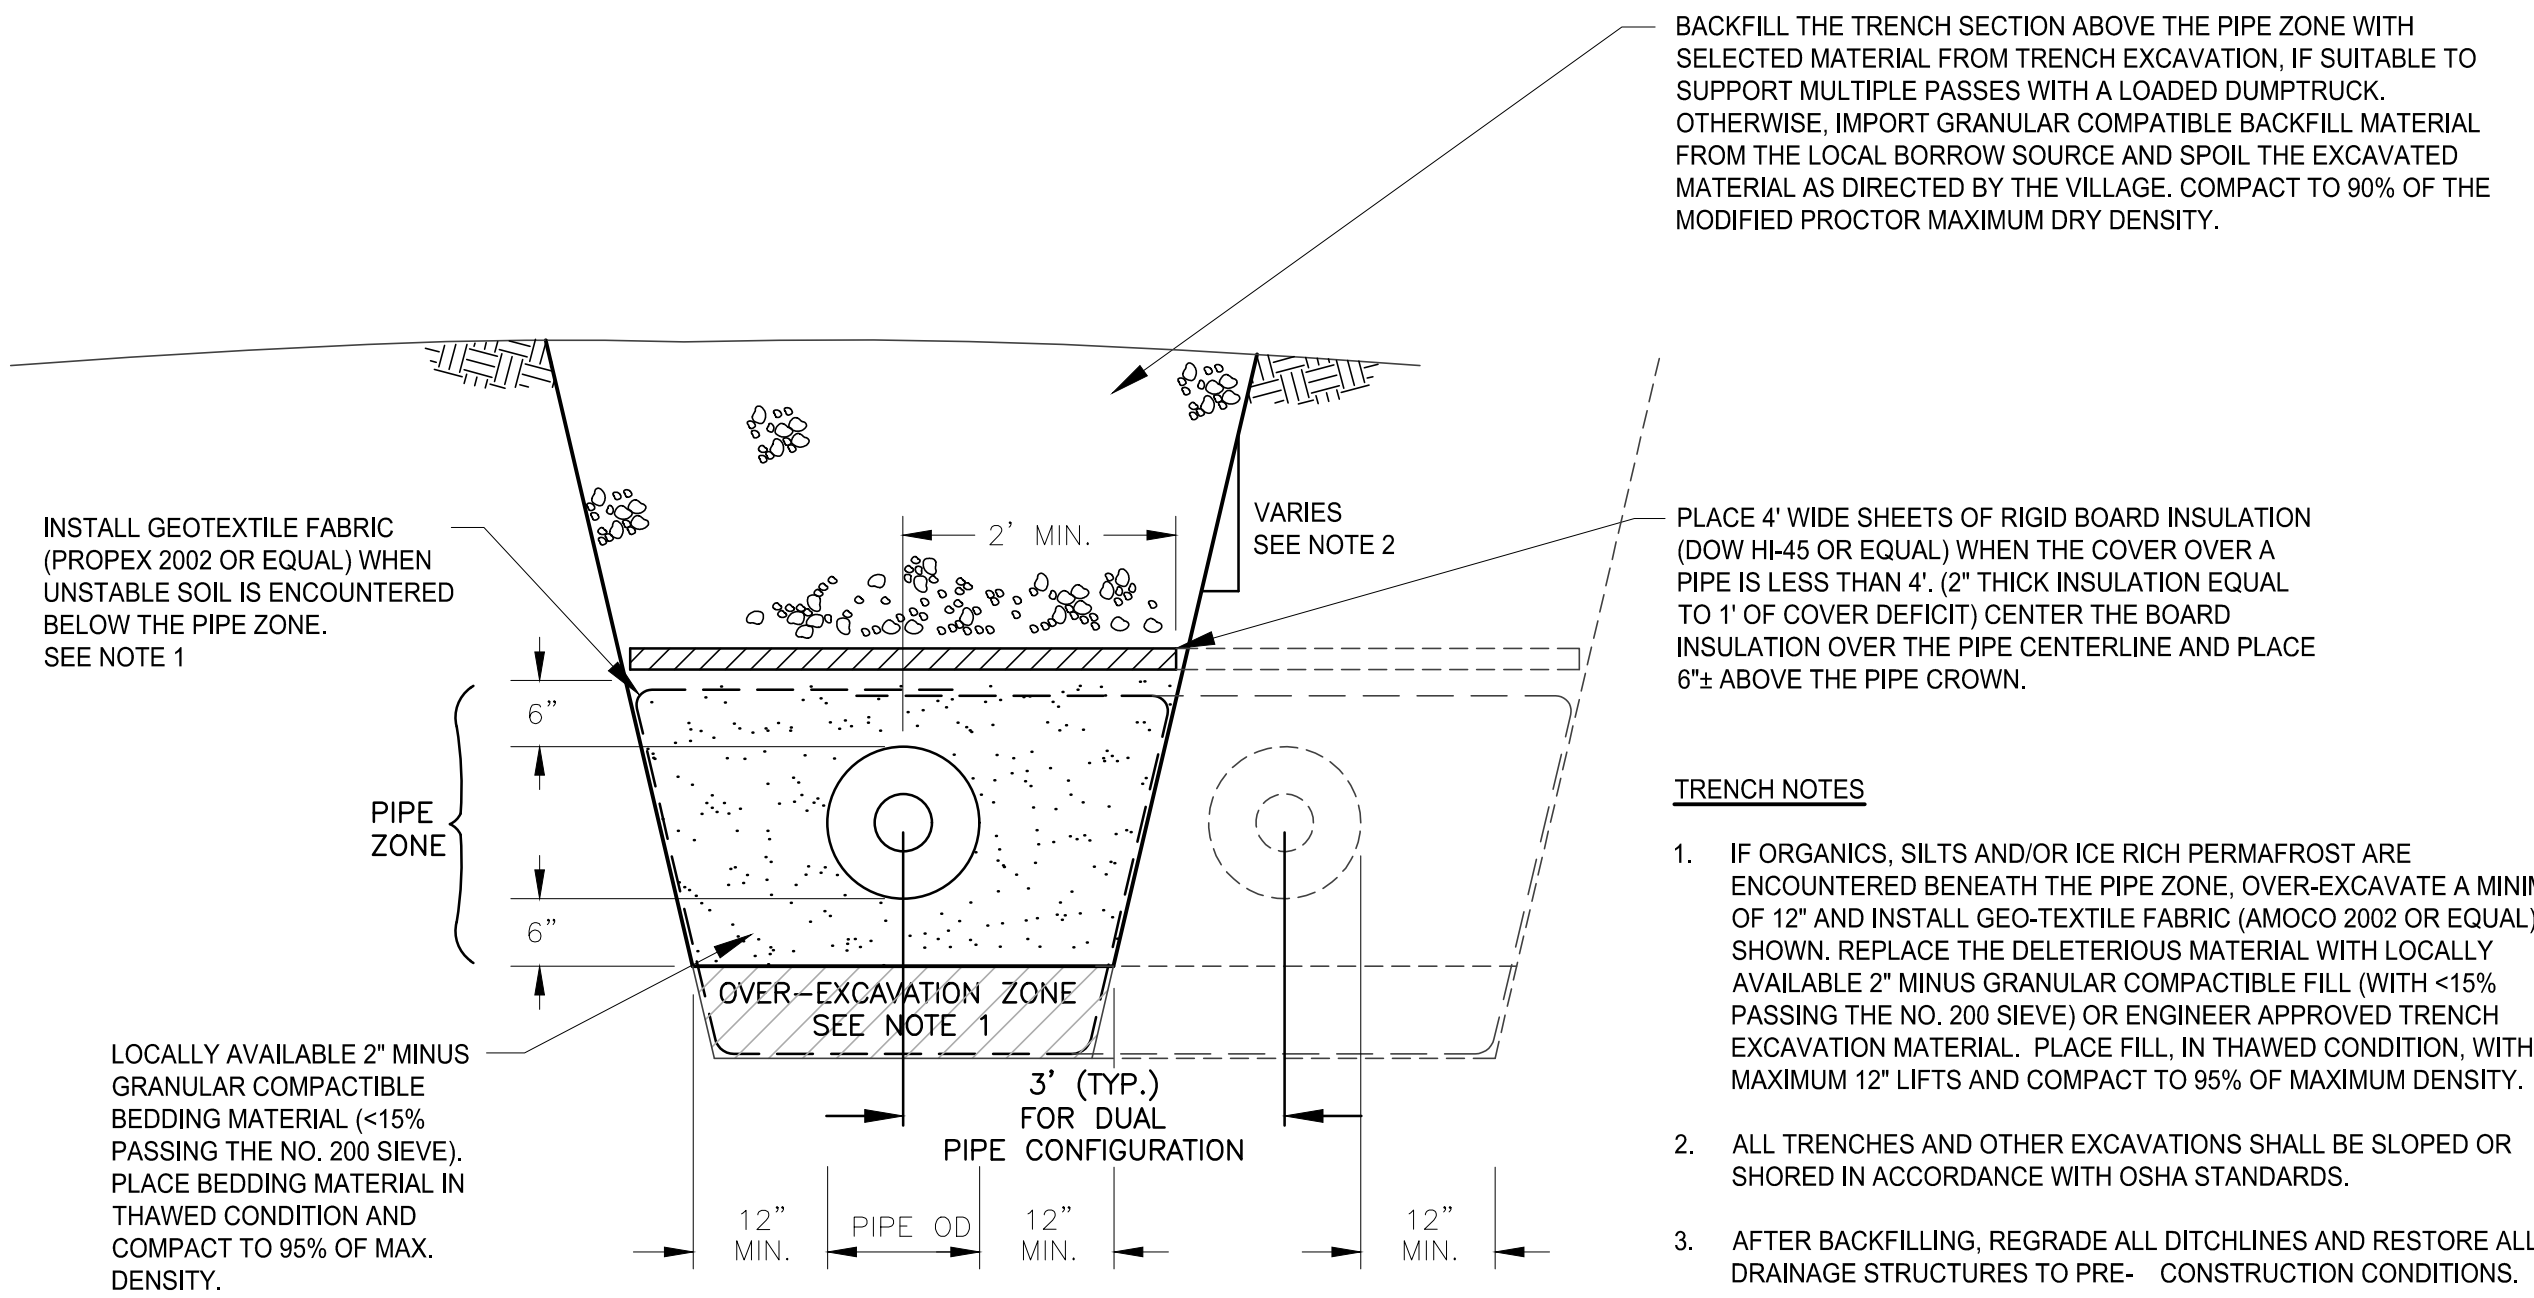 BACKFILL THE TRENCH SECTION ABOVE THE PIPE ZONE WITH
SELECTED MATERIAL FROM TRENCH EXCAVATION, IF SUITABLE TO
SUPPORT MULTIPLE PASSES WITH A LOADED DUMPTRUCK.
OTHERWISE, IMPORT GRANULAR COMPATIBLE BACKFILL MATERIAL
FROM THE LOCAL BORROW SOURCE AND SPOIL THE EXCAVATED
MATERIAL AS DIRECTED BY THE VILLAGE. COMPACT TO 90% OF THE
MODIFIED PROCTOR MAXIMUM DRY DENSITY.
INSTALL GEOTEXTILE FABRIC
(PROPEX 2002 OR EQUAL) WHEN
UNSTABLE SOIL IS ENCOUNTERED
BELOW THE PIPE ZONE.
SEE NOTE 1
2' MIN.
VARIES
SEE NOTE 2
PLACE 4' WIDE SHEETS OF RIGID BOARD INSULATION
(DOW HI-45 OR EQUAL) WHEN THE COVER OVER A
PIPE IS LESS THAN 4'. (2" THICK INSULATION EQUAL
TO 1' OF COVER DEFICIT) CENTER THE BOARD
INSULATION OVER THE PIPE CENTERLINE AND PLACE
6"± ABOVE THE PIPE CROWN.
6"
PIPE
ZONE
6"
OVER-EXCAVATION ZONE
SEE NOTE 1
LOCALLY AVAILABLE 2" MINUS
GRANULAR COMPACTIBLE
BEDDING MATERIAL (<15%
PASSING THE NO. 200 SIEVE).
PLACE BEDDING MATERIAL IN
THAWED CONDITION AND
COMPACT TO 95% OF MAX.
DENSITY.
3' (TYP.)
FOR DUAL
PIPE CONFIGURATION
12"
MIN.
PIPE OD
12"
MIN.
12"
MIN.
TRENCH NOTES
1. IF ORGANICS, SILTS AND/OR ICE RICH PERMAFROST ARE
ENCOUNTERED BENEATH THE PIPE ZONE, OVER-EXCAVATE A
OF 12" AND INSTALL GEO-TEXTILE FABRIC (AMOCO 2002 OR EQUAL)
SHOWN. REPLACE THE DELETERIOUS MATERIAL WITH LOCALLY
AVAILABLE 2" MINUS GRANULAR COMPACTIBLE FILL (WITH <15%
PASSING THE NO. 200 SIEVE) OR ENGINEER APPROVED TRENCH
EXCAVATION MATERIAL. PLACE FILL, IN THAWED CONDITION, WITH
MAXIMUM 12" LIFTS AND COMPACT TO 95% OF MAXIMUM DENSITY.
2. ALL TRENCHES AND OTHER EXCAVATIONS SHALL BE SLOPED OR
SHORED IN ACCORDANCE WITH OSHA STANDARDS.
3. AFTER BACKFILLING, REGRADE ALL DITCHLINES AND RESTORE ALL
DRAINAGE STRUCTURES TO PRE- CONSTRUCTION CONDITIONS.